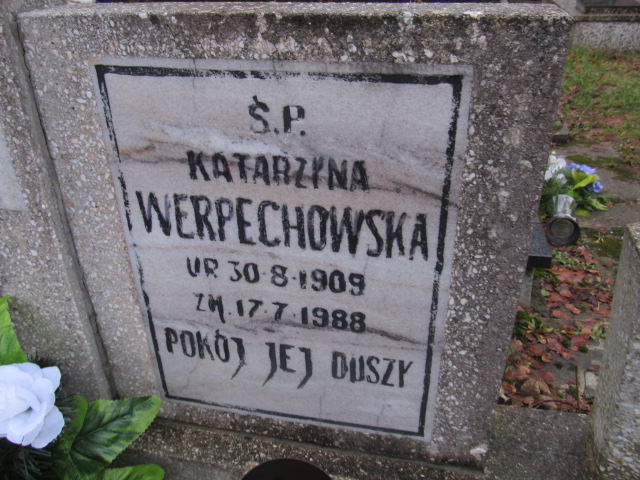 Ś.P.
KATARZYNA
WERPECHOWSKA
UR 30·8·1909
ZM.17·7·1988
POKÓJ JEJ DUSZY